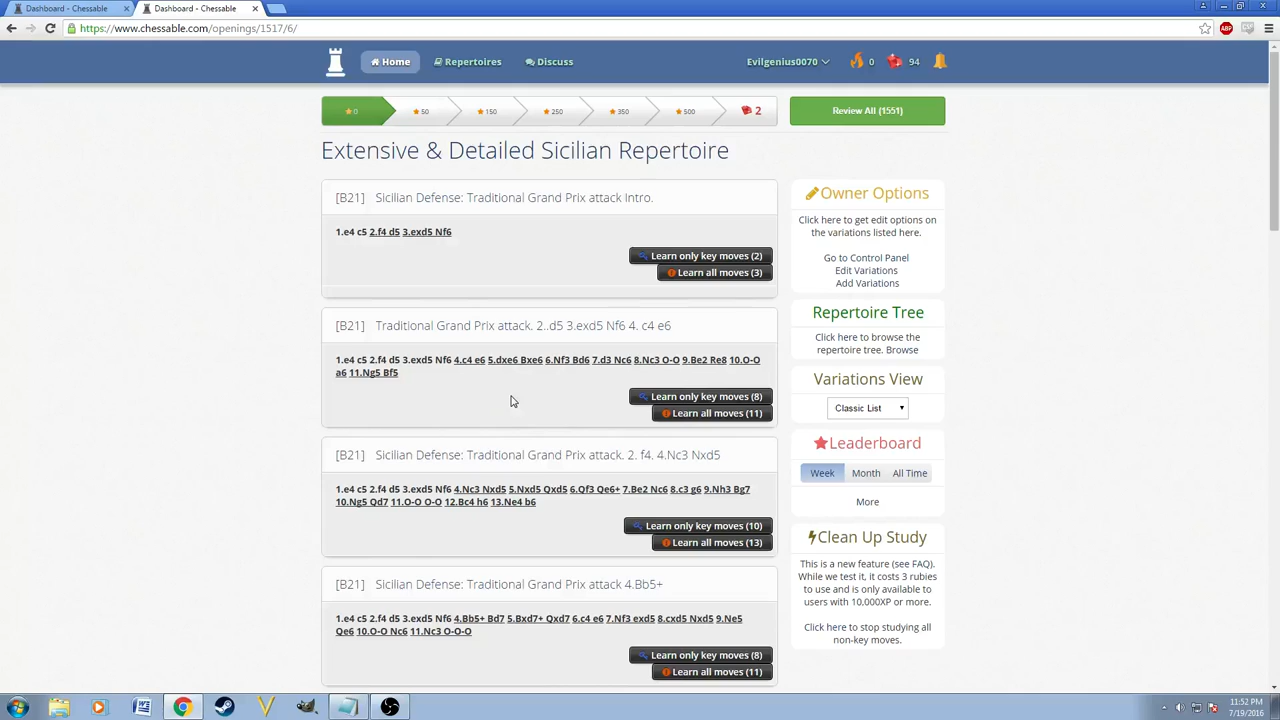 Dashboard - Chessable
Dashboard - Chessable
https://www.chessable.com/openings/1517/6/
ABP
Home
Repertoires
Discuss
Evilgenius0070
0
94
0
50
150
250
350
500
2
Review All (1551)
Extensive & Detailed Sicilian Repertoire
[B21] Sicilian Defense: Traditional Grand Prix attack Intro.
1.e4 c5 2.f4 d5 3.exd5 Nf6
Learn only key moves (2)
Learn all moves (3)
[B21] Traditional Grand Prix attack. 2..d5 3.exd5 Nf6 4. c4 e6
1.e4 c5 2.f4 d5 3.exd5 Nf6 4.c4 e6 5.dxe6 Bxe6 6.Nf3 Bd6 7.d3 Nc6 8.Nc3 O-O 9.Be2 Re8 10.O-O
a6 11.Ng5 Bf5
Learn only key moves (8)
Learn all moves (11)
[B21] Sicilian Defense: Traditional Grand Prix attack. 2. f4. 4.Nc3 Nxd5
1.e4 c5 2.f4 d5 3.exd5 Nf6 4.Nc3 Nxd5 5.Nxd5 Qxd5 6.Qf3 Qe6+ 7.Be2 Nc6 8.c3 g6 9.Nh3 Bg7
10.Ng5 Qd7 11.O-O O-O 12.Bc4 h6 13.Ne4 b6
Learn only key moves (10)
Learn all moves (13)
[B21] Sicilian Defense: Traditional Grand Prix attack 4.Bb5+
1.e4 c5 2.f4 d5 3.exd5 Nf6 4.Bb5+ Bd7 5.Bxd7+ Qxd7 6.c4 e6 7.Nf3 exd5 8.cxd5 Nxd5 9.Ne5
Qe6 10.O-O Nc6 11.Nc3 O-O-O
Learn only key moves (8)
Learn all moves (11)
Owner Options
Click here to get edit options on
the variations listed here.
Go to Control Panel
Edit Variations
Add Variations
Repertoire Tree
Click here to browse the
repertoire tree. Browse
Variations View
Classic List
Leaderboard
Week
Month
All Time
More
Clean Up Study
This is a new feature (see FAQ).
While we test it, it costs 3 rubies
to use and is only available to
users with 10.000XP or more.
Click here to stop studying all
non-key moves.
11:52 PM
7/19/2016